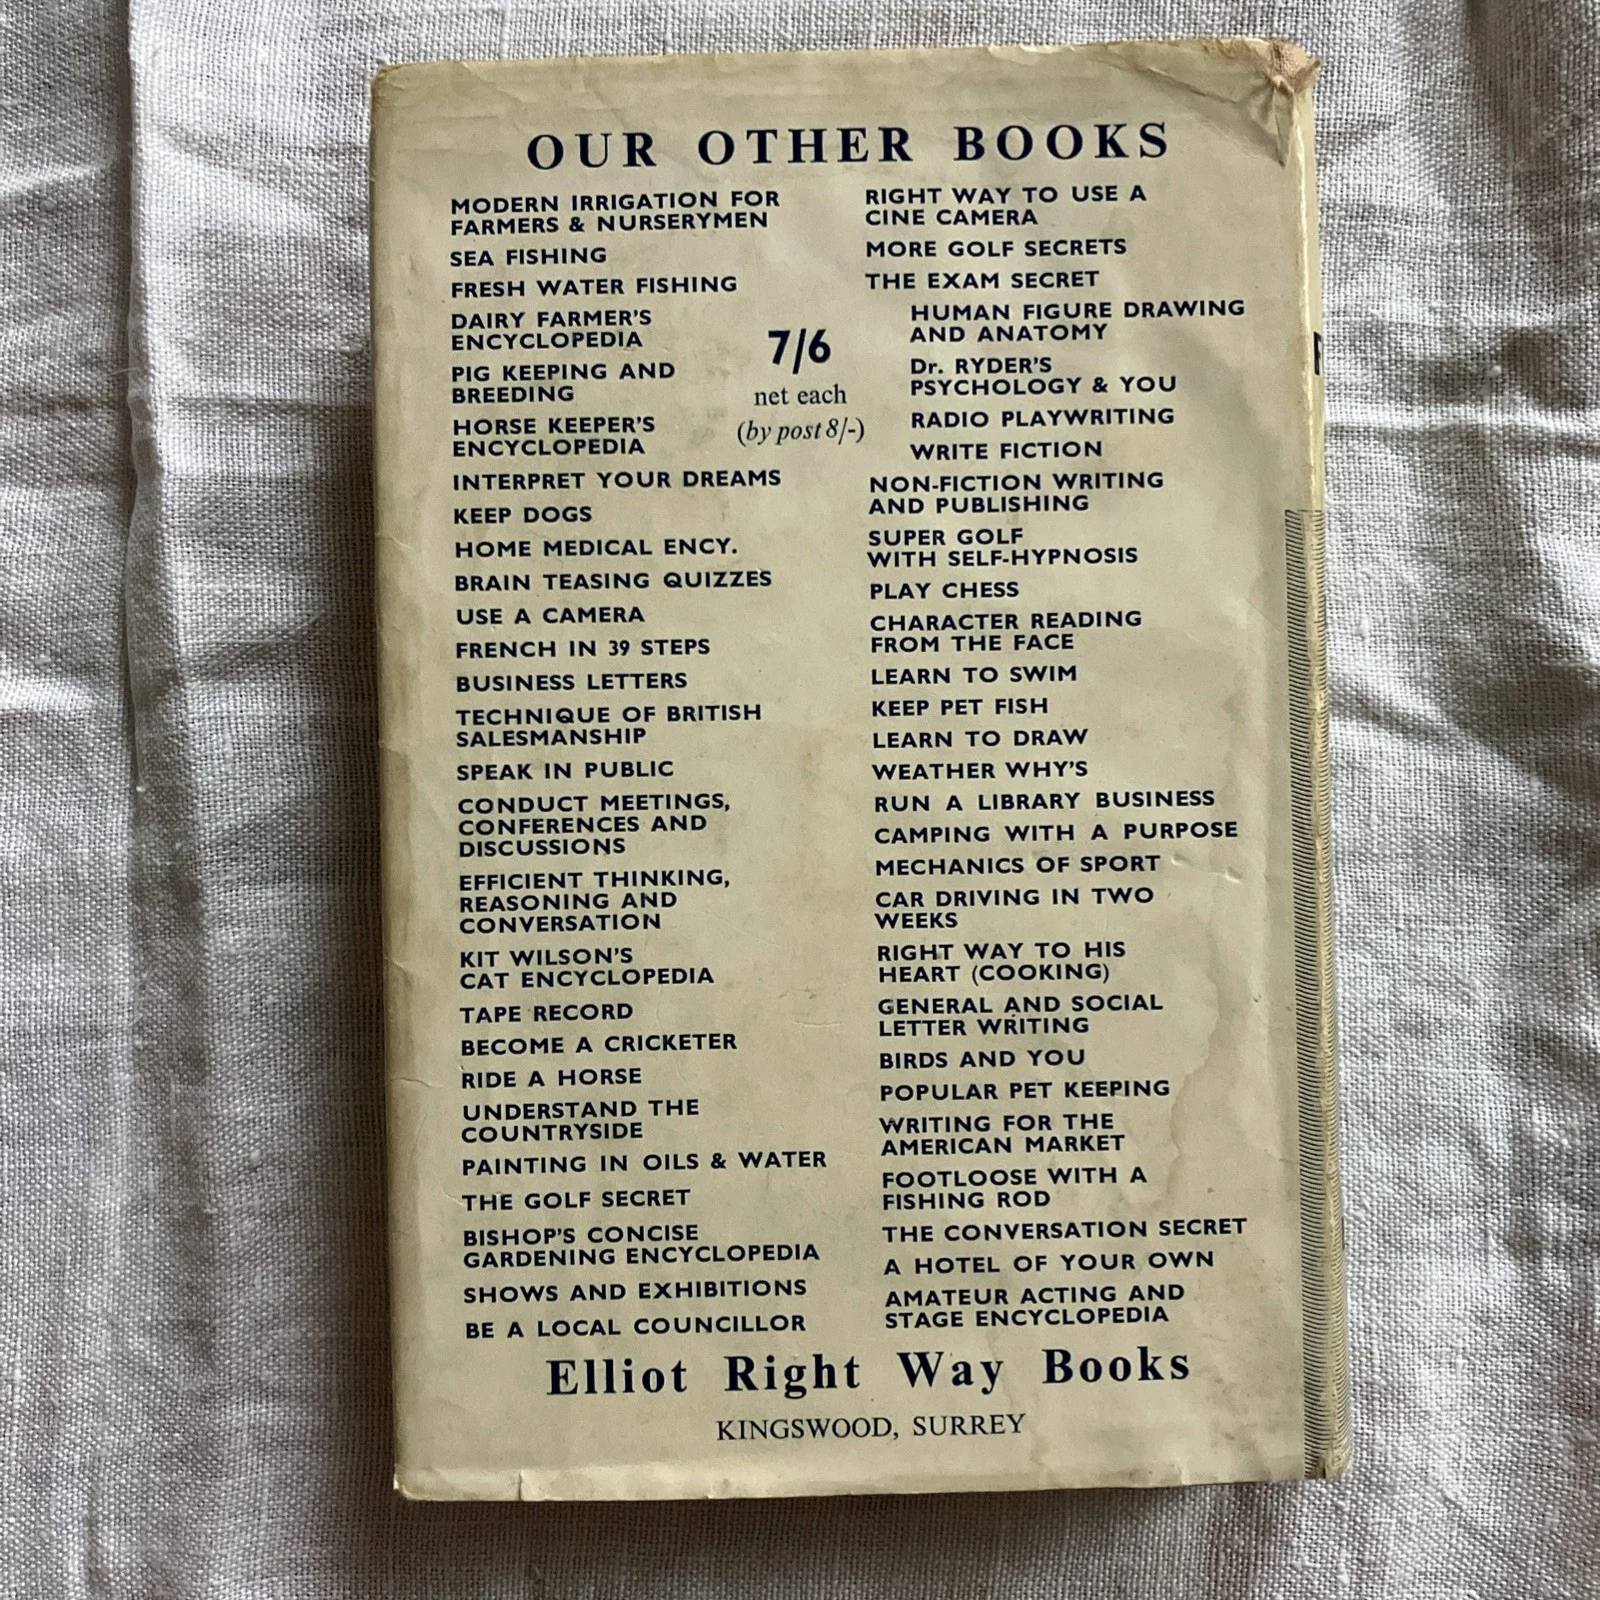 OUR OTHER BOOKS
MODERN IRRIGATION FOR
FARMERS & NURSERYMEN
SEA FISHING
FRESH WATER FISHING
DAIRY FARMER'S
ENCYCLOPEDIA
PIG KEEPING AND
BREEDING
HORSE KEEPER'S
ENCYCLOPEDIA
INTERPRET YOUR DREAMS
KEEP DOGS
HOME MEDICAL ENCY.
BRAIN TEASING QUIZZES
USE A CAMERA
FRENCH IN 39 STEPS
BUSINESS LETTERS
TECHNIQUE OF BRITISH
SALESMANSHIP
SPEAK IN PUBLIC
CONDUCT MEETINGS,
CONFERENCES AND
DISCUSSIONS
EFFICIENT THINKING,
REASONING AND
CONVERSATION
KIT WILSON'S
CAT ENCYCLOPEDIA
TAPE RECORD
BECOME A CRICKETER
RIDE A HORSE
UNDERSTAND THE
COUNTRYSIDE
PAINTING IN OILS & WATER
THE GOLF SECRET
BISHOP'S CONCISE
GARDENING ENCYCLOPEDIA
SHOWS AND EXHIBITIONS
BE A LOCAL COUNCILLOR
7/6
net each
(by post 8/-)
RIGHT WAY TO USE A
CINE CAMERA
MORE GOLF SECRETS
THE EXAM SECRET
HUMAN FIGURE DRAWING
AND ANATOMY
Dr. RYDER'S
PSYCHOLOGY & YOU
RADIO PLAYWRITING
WRITE FICTION
NON-FICTION WRITING
AND PUBLISHING
SUPER GOLF
WITH SELF-HYPNOSIS
PLAY CHESS
CHARACTER READING
FROM THE FACE
LEARN TO SWIM
KEEP PET FISH
LEARN TO DRAW
WEATHER WHY'S
RUN A LIBRARY BUSINESS
CAMPING WITH A PURPOSE
MECHANICS OF SPORT
CAR DRIVING IN TWO
WEEKS
RIGHT WAY TO HIS
HEART (COOKING)
GENERAL AND SOCIAL
LETTER WRITING
BIRDS AND YOU
POPULAR PET KEEPING
WRITING FOR THE
AMERICAN MARKET
FOOTLOOSE WITH A
FISHING ROD
THE CONVERSATION SECRET
A HOTEL OF YOUR OWN
AMATEUR ACTING AND
STAGE ENCYCLOPEDIA
Elliot Right Way Books
KINGSWOOD, SURREY